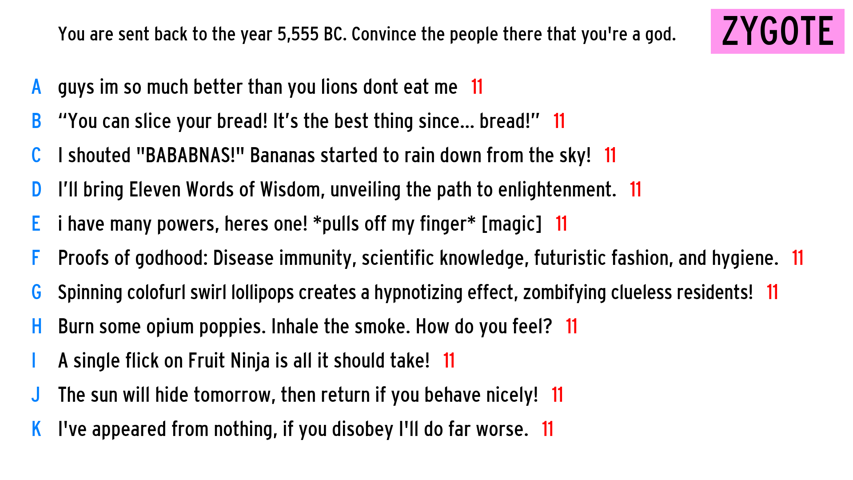 You are sent back to the year 5,555 BC. Convince the people there that you're a god.
ZYGOTE
A guys im so much better than you lions dont eat me 11
B “You can slice your bread! It’s the best thing since... bread!” 11
C I shouted "BABABNAS!" Bananas started to rain down from the sky! 11
D I’ll bring Eleven Words of Wisdom, unveiling the path to enlightenment. 11
E i have many powers, heres one! *pulls off my finger* [magic] 11
F Proofs of godhood: Disease immunity, scientific knowledge, futuristic fashion, and hygiene. 11
G Spinning colofurl swirl lollipops creates a hypnotizing effect, zombifying clueless residents! 11
H Burn some opium poppies. Inhale the smoke. How do you feel? 11
I A single flick on Fruit Ninja is all it should take! 11
J The sun will hide tomorrow, then return if you behave nicely! 11
K I've appeared from nothing, if you disobey I'll do far worse. 11